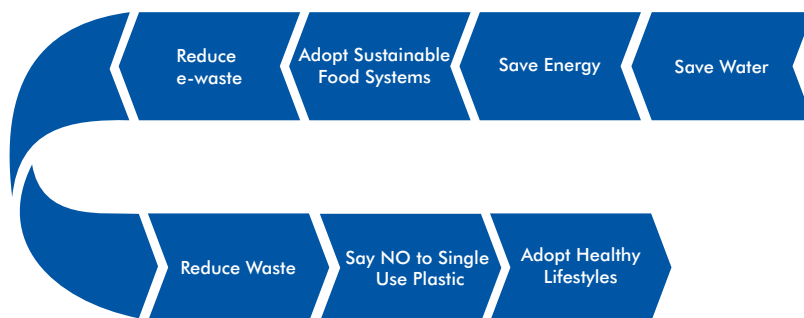 Reduce
e-waste
Adopt Sustainable
Food Systems
Save Energy
Save Water
Reduce Waste
Say NO to Single
Use Plastic
Adopt Healthy
Lifestyles